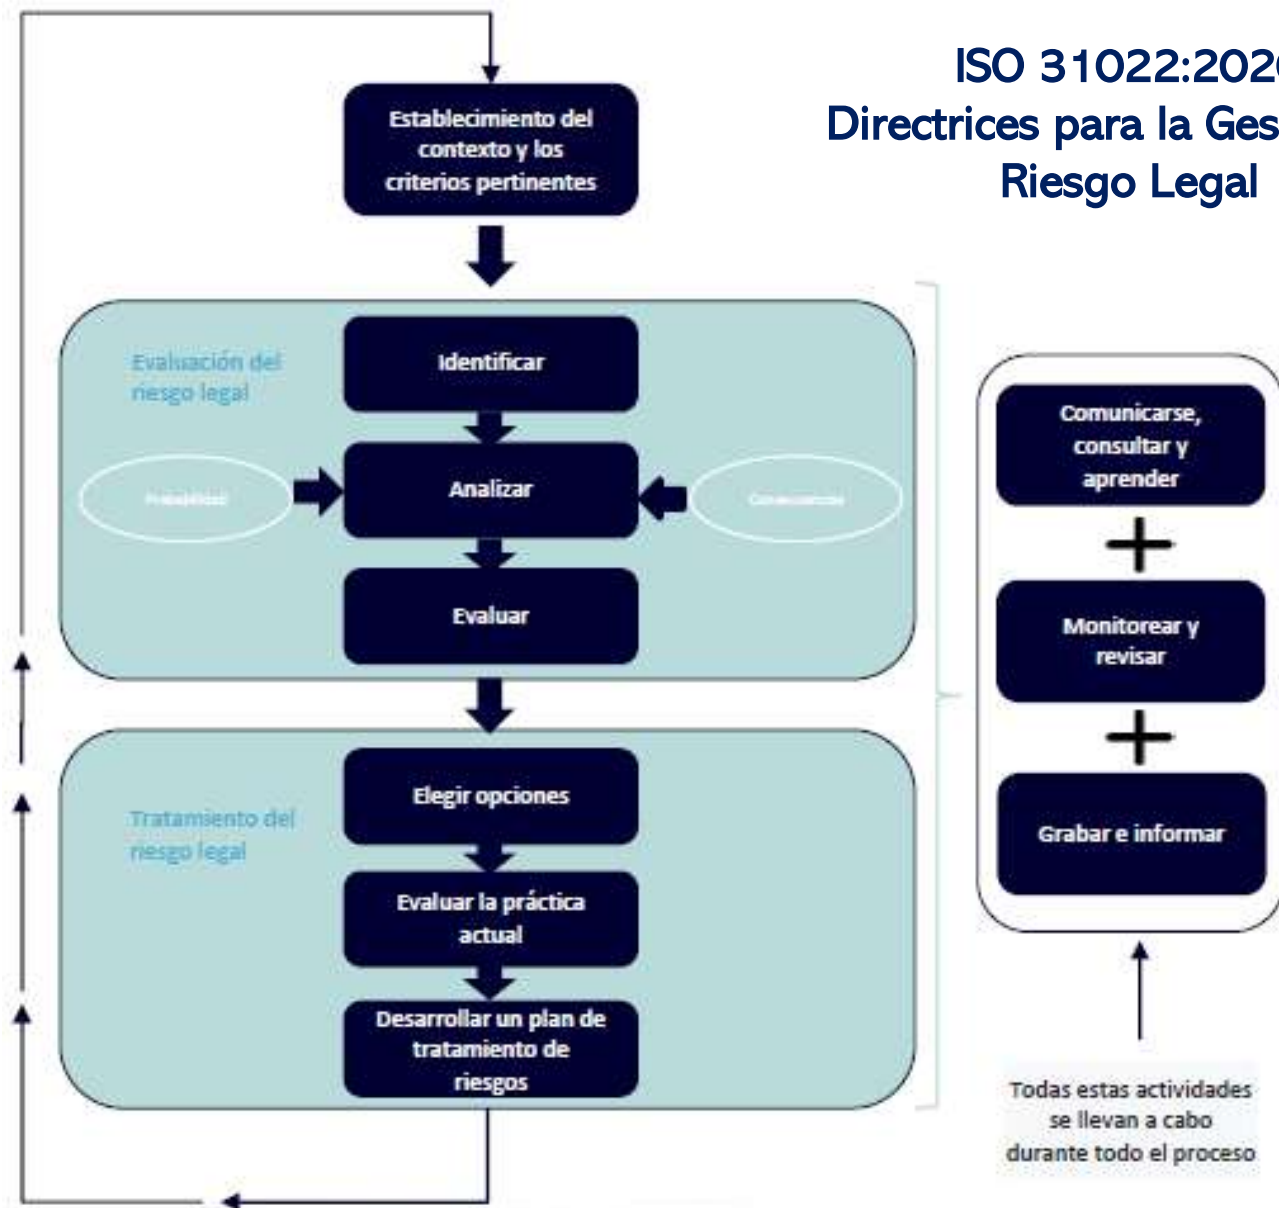 ISO 31022:202
Directrices para la Ges
Riesgo Legal
Establecimiento del
contexto y los
criterios pertinentes
Evaluación del
riesgo legal
Identificar
Probabilidad
Analizar
Consecuencias
Evaluar
Tratamiento del
riesgo legal
Elegir opciones
Evaluar la práctica
actual
Desarrollar un plan de
tratamiento de
riesgos
Comunicarse,
consultar y
aprender
+
Monitorear y
revisar
+
Grabar e informar
Todas estas actividades
se llevan a cabo
durante todo el proceso